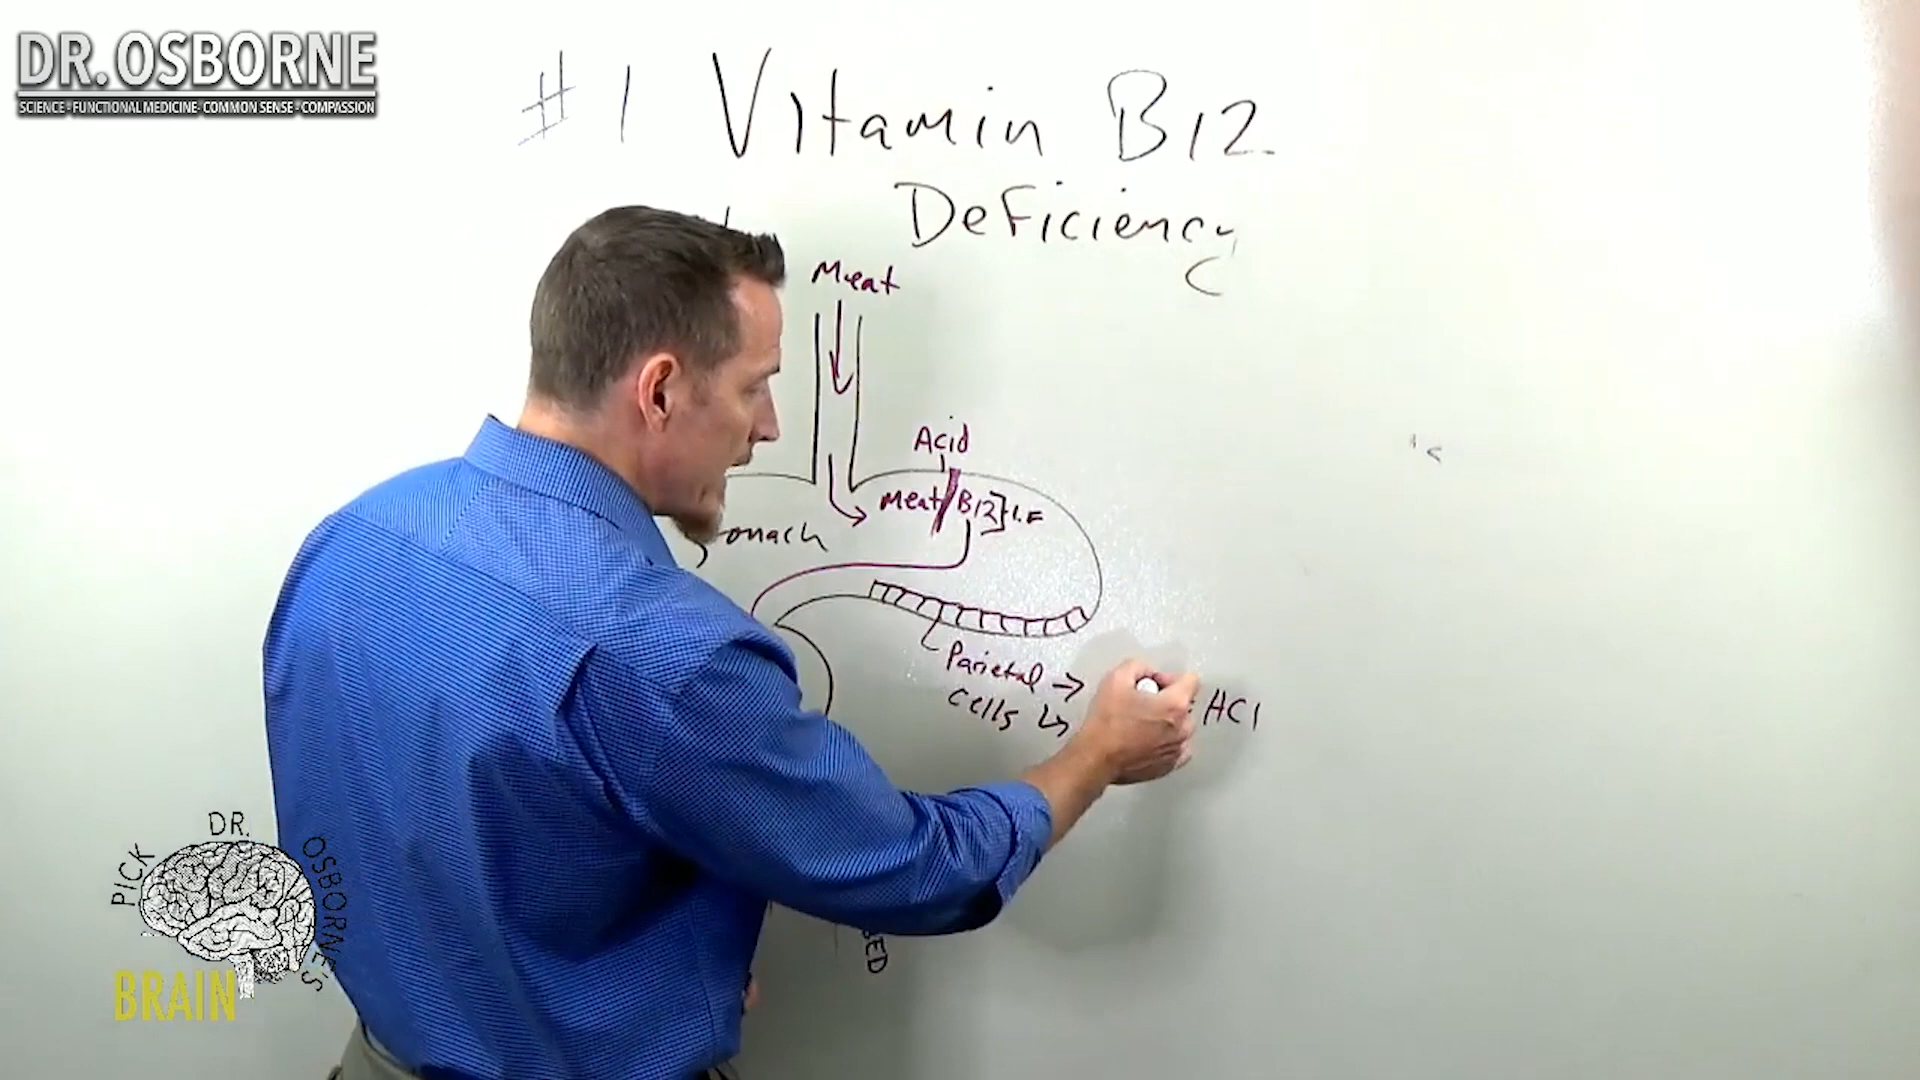 DR. OSBORNE
SCIENCE - FUNCTIONAL MEDICINE - COMMON SENSE - COMPASSION
#1 Vitamin B12
Deficiency
Meat
Acid
Meat B12 I.F
onach
Parietal →
cells ↳
HCl
PICK
DR.
OSBORNE'S
BRAIN